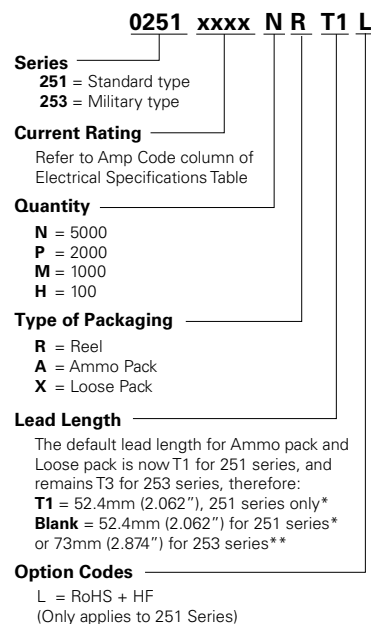 0251 xxxx N R T1 L
Series
251 = Standard type
253 = Military type
Current Rating
Refer to Amp Code column of
Electrical Specifications Table
Quantity
N = 5000
P = 2000
M = 1000
H = 100
Type of Packaging
R = Reel
A = Ammo Pack
X = Loose Pack
Lead Length
The default lead length for Ammo pack and
Loose pack is now T1 for 251 series, and
remains T3 for 253 series, therefore:
T1 = 52.4mm (2.062”), 251 series only*
Blank = 52.4mm (2.062”) for 251 series*
or 73mm (2.874”) for 253 series**
Option Codes
L = RoHS + HF
(Only applies to 251 Series)